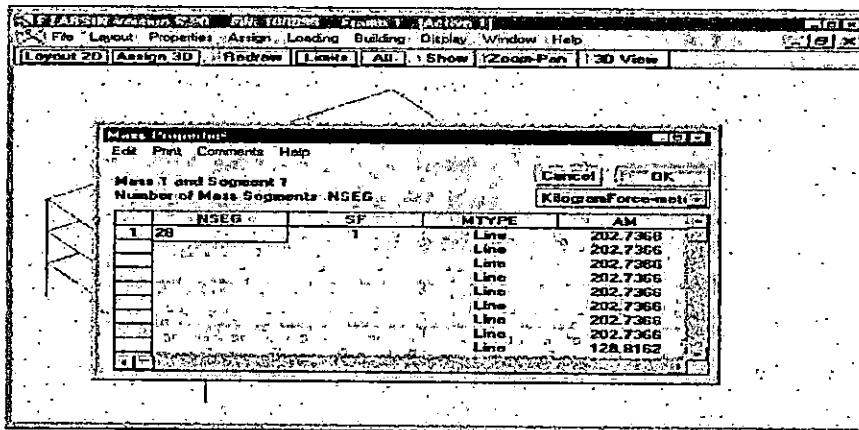 File Layout Properties Assign Loading Building Display Window Help
Layout 2D Assign 3D Redraw Limits All Show Zoom-Pan 3D View
Mass Properties
Edit Print Comments Help
Mass 1 and Segment 1
Number of Mass Segments NSEG
Cancel OK
KilogramForce-mete
NSEG SF MTYPE AM
1 28 1 Line 202.7366
Line 202.7366
Line 202.7366
Line 202.7366
Line 202.7366
Line 202.7366
Line 202.7366
Line 202.7366
Line 128.8162